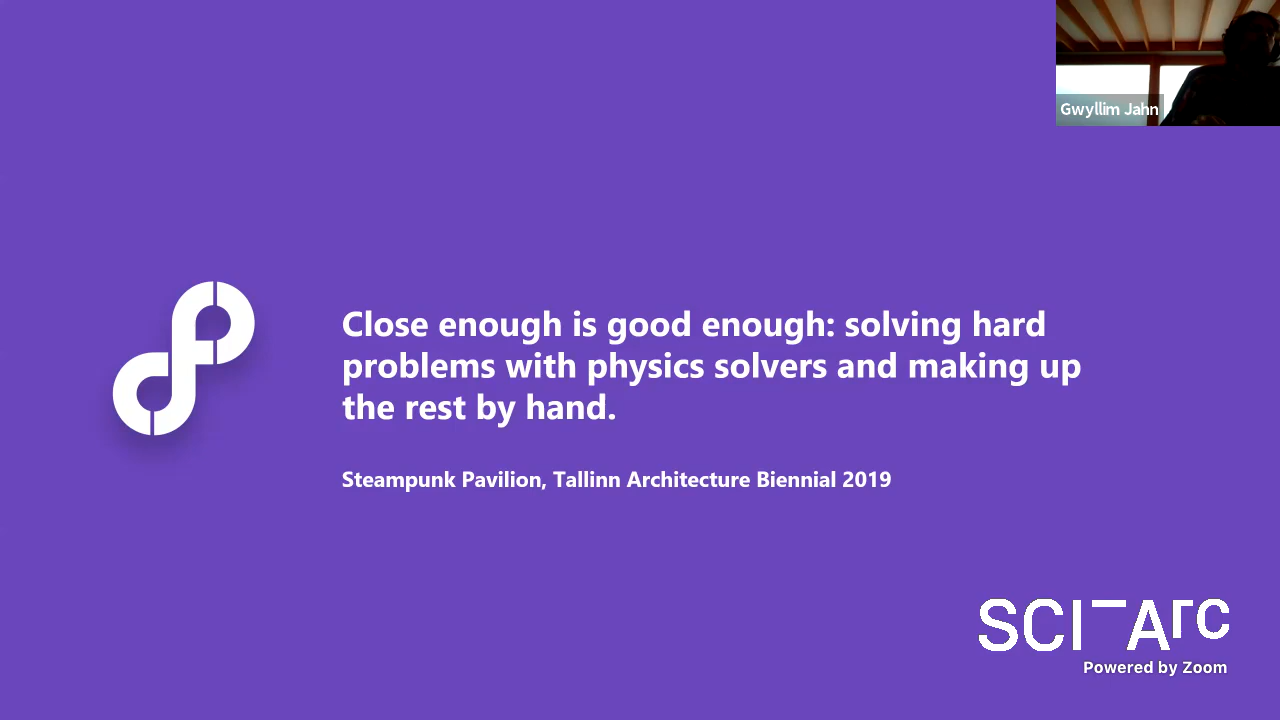 Gwyllim Jahn
Close enough is good enough: solving hard
problems with physics solvers and making up
the rest by hand.
Steampunk Pavilion, Tallinn Architecture Biennial 2019
SCI-Arc
Powered by Zoom